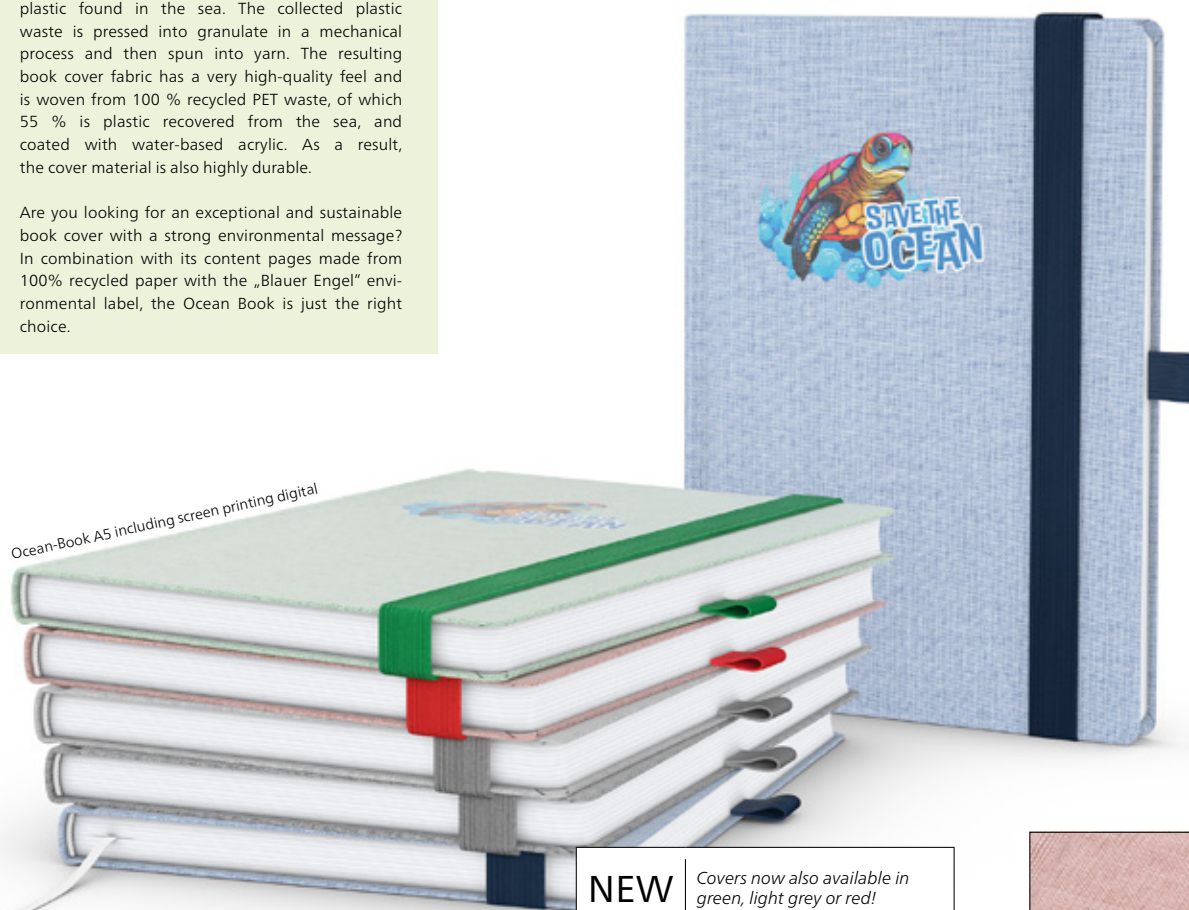 plastic found in the sea. The collected plastic
waste is pressed into granulate in a mechanical
process and then spun into yarn. The resulting
book cover fabric has a very high-quality feel and
is woven from 100 % recycled PET waste, of which
55 % is plastic recovered from the sea, and
coated with water-based acrylic. As a result,
the cover material is also highly durable.
Are you looking for an exceptional and sustainable
book cover with a strong environmental message?
In combination with its content pages made from
100% recycled paper with the „Blauer Engel" envi-
ronmental label, the Ocean Book is just the right
choice.
SAVE THE
OCEAN
Ocean-Book A5 including screen printing digital
OCEAN
NEW
Covers now also available in
green, light grey or red!